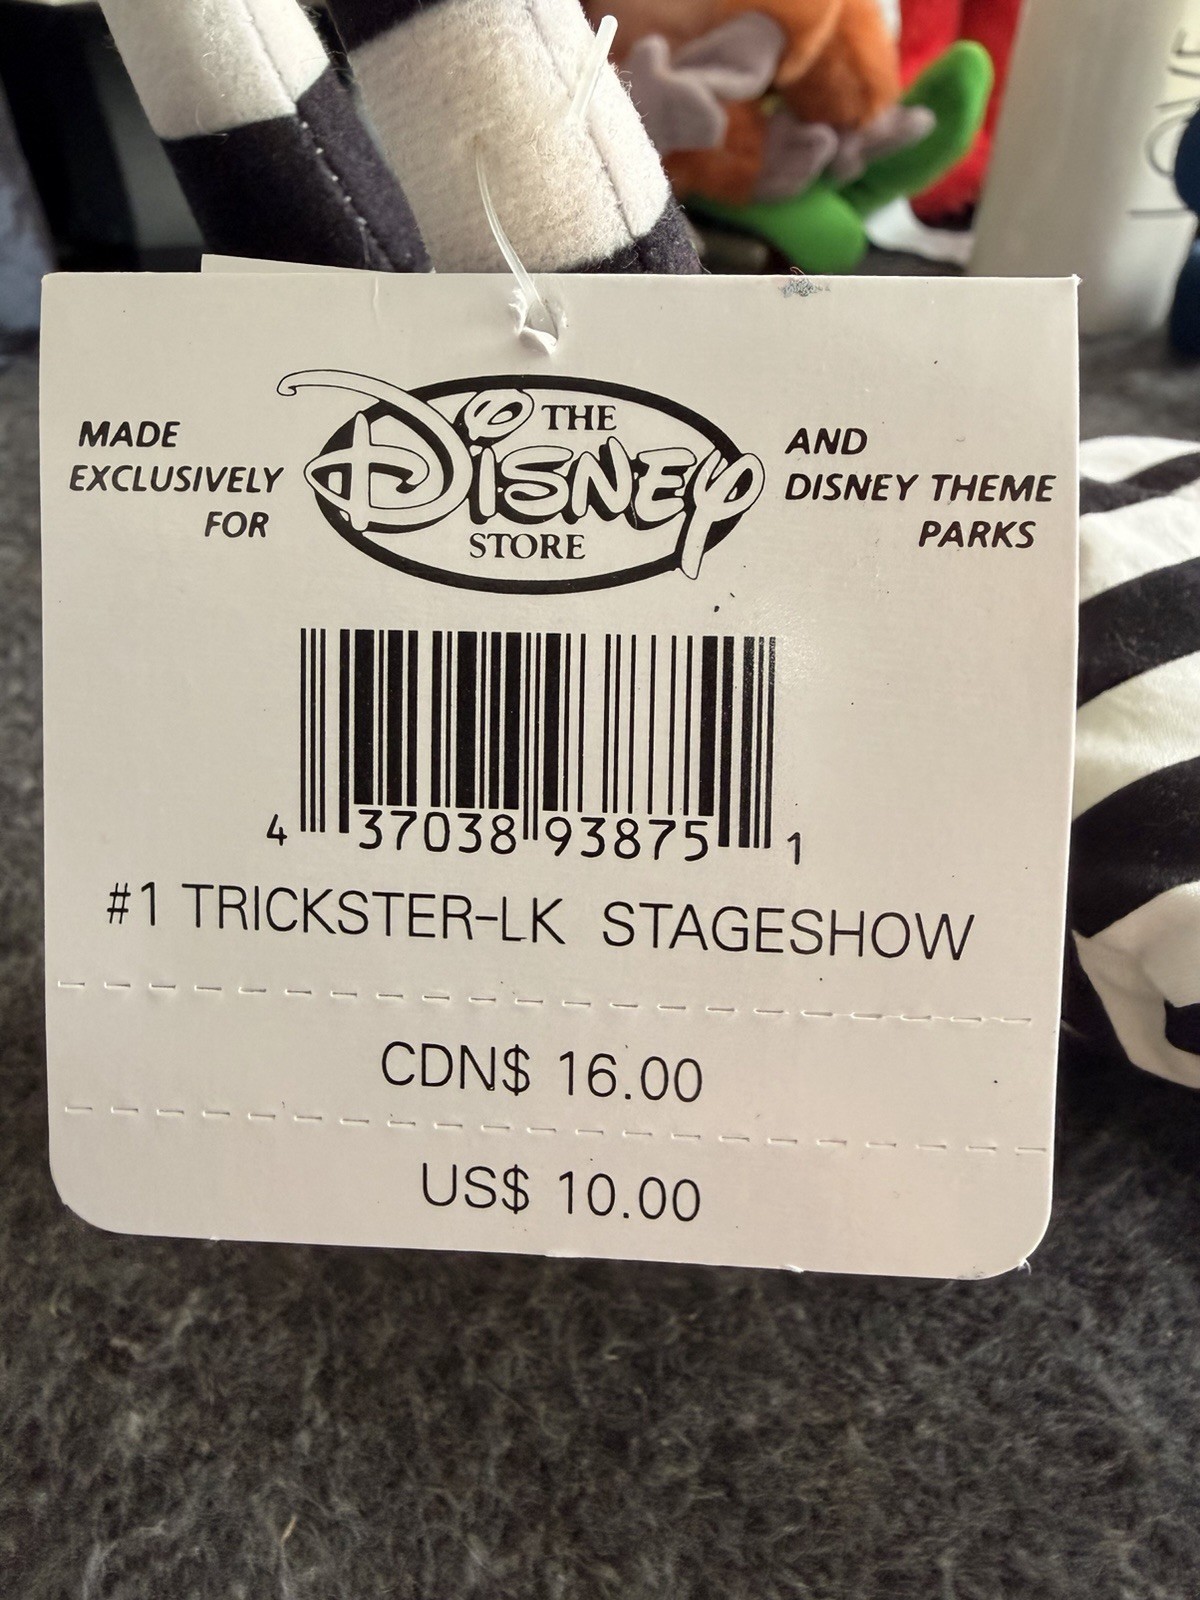 MADE
EXCLUSIVELY
FOR
THE
DISNEY
STORE
AND
DISNEY THEME
PARKS
4 37038 93875 1
#1 TRICKSTER-LK STAGESHOW
CDN$ 16.00
US$ 10.00
LOVE